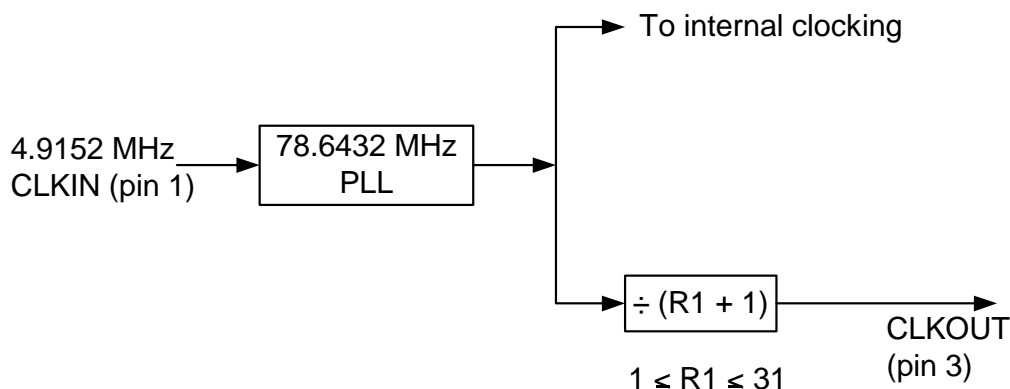 To internal clocking
4.9152 MHz
CLKIN (pin 1)
78.6432 MHz
PLL
÷ (R1 + 1)
CLKOUT
(pin 3)
1 ≤ R1 ≤ 31